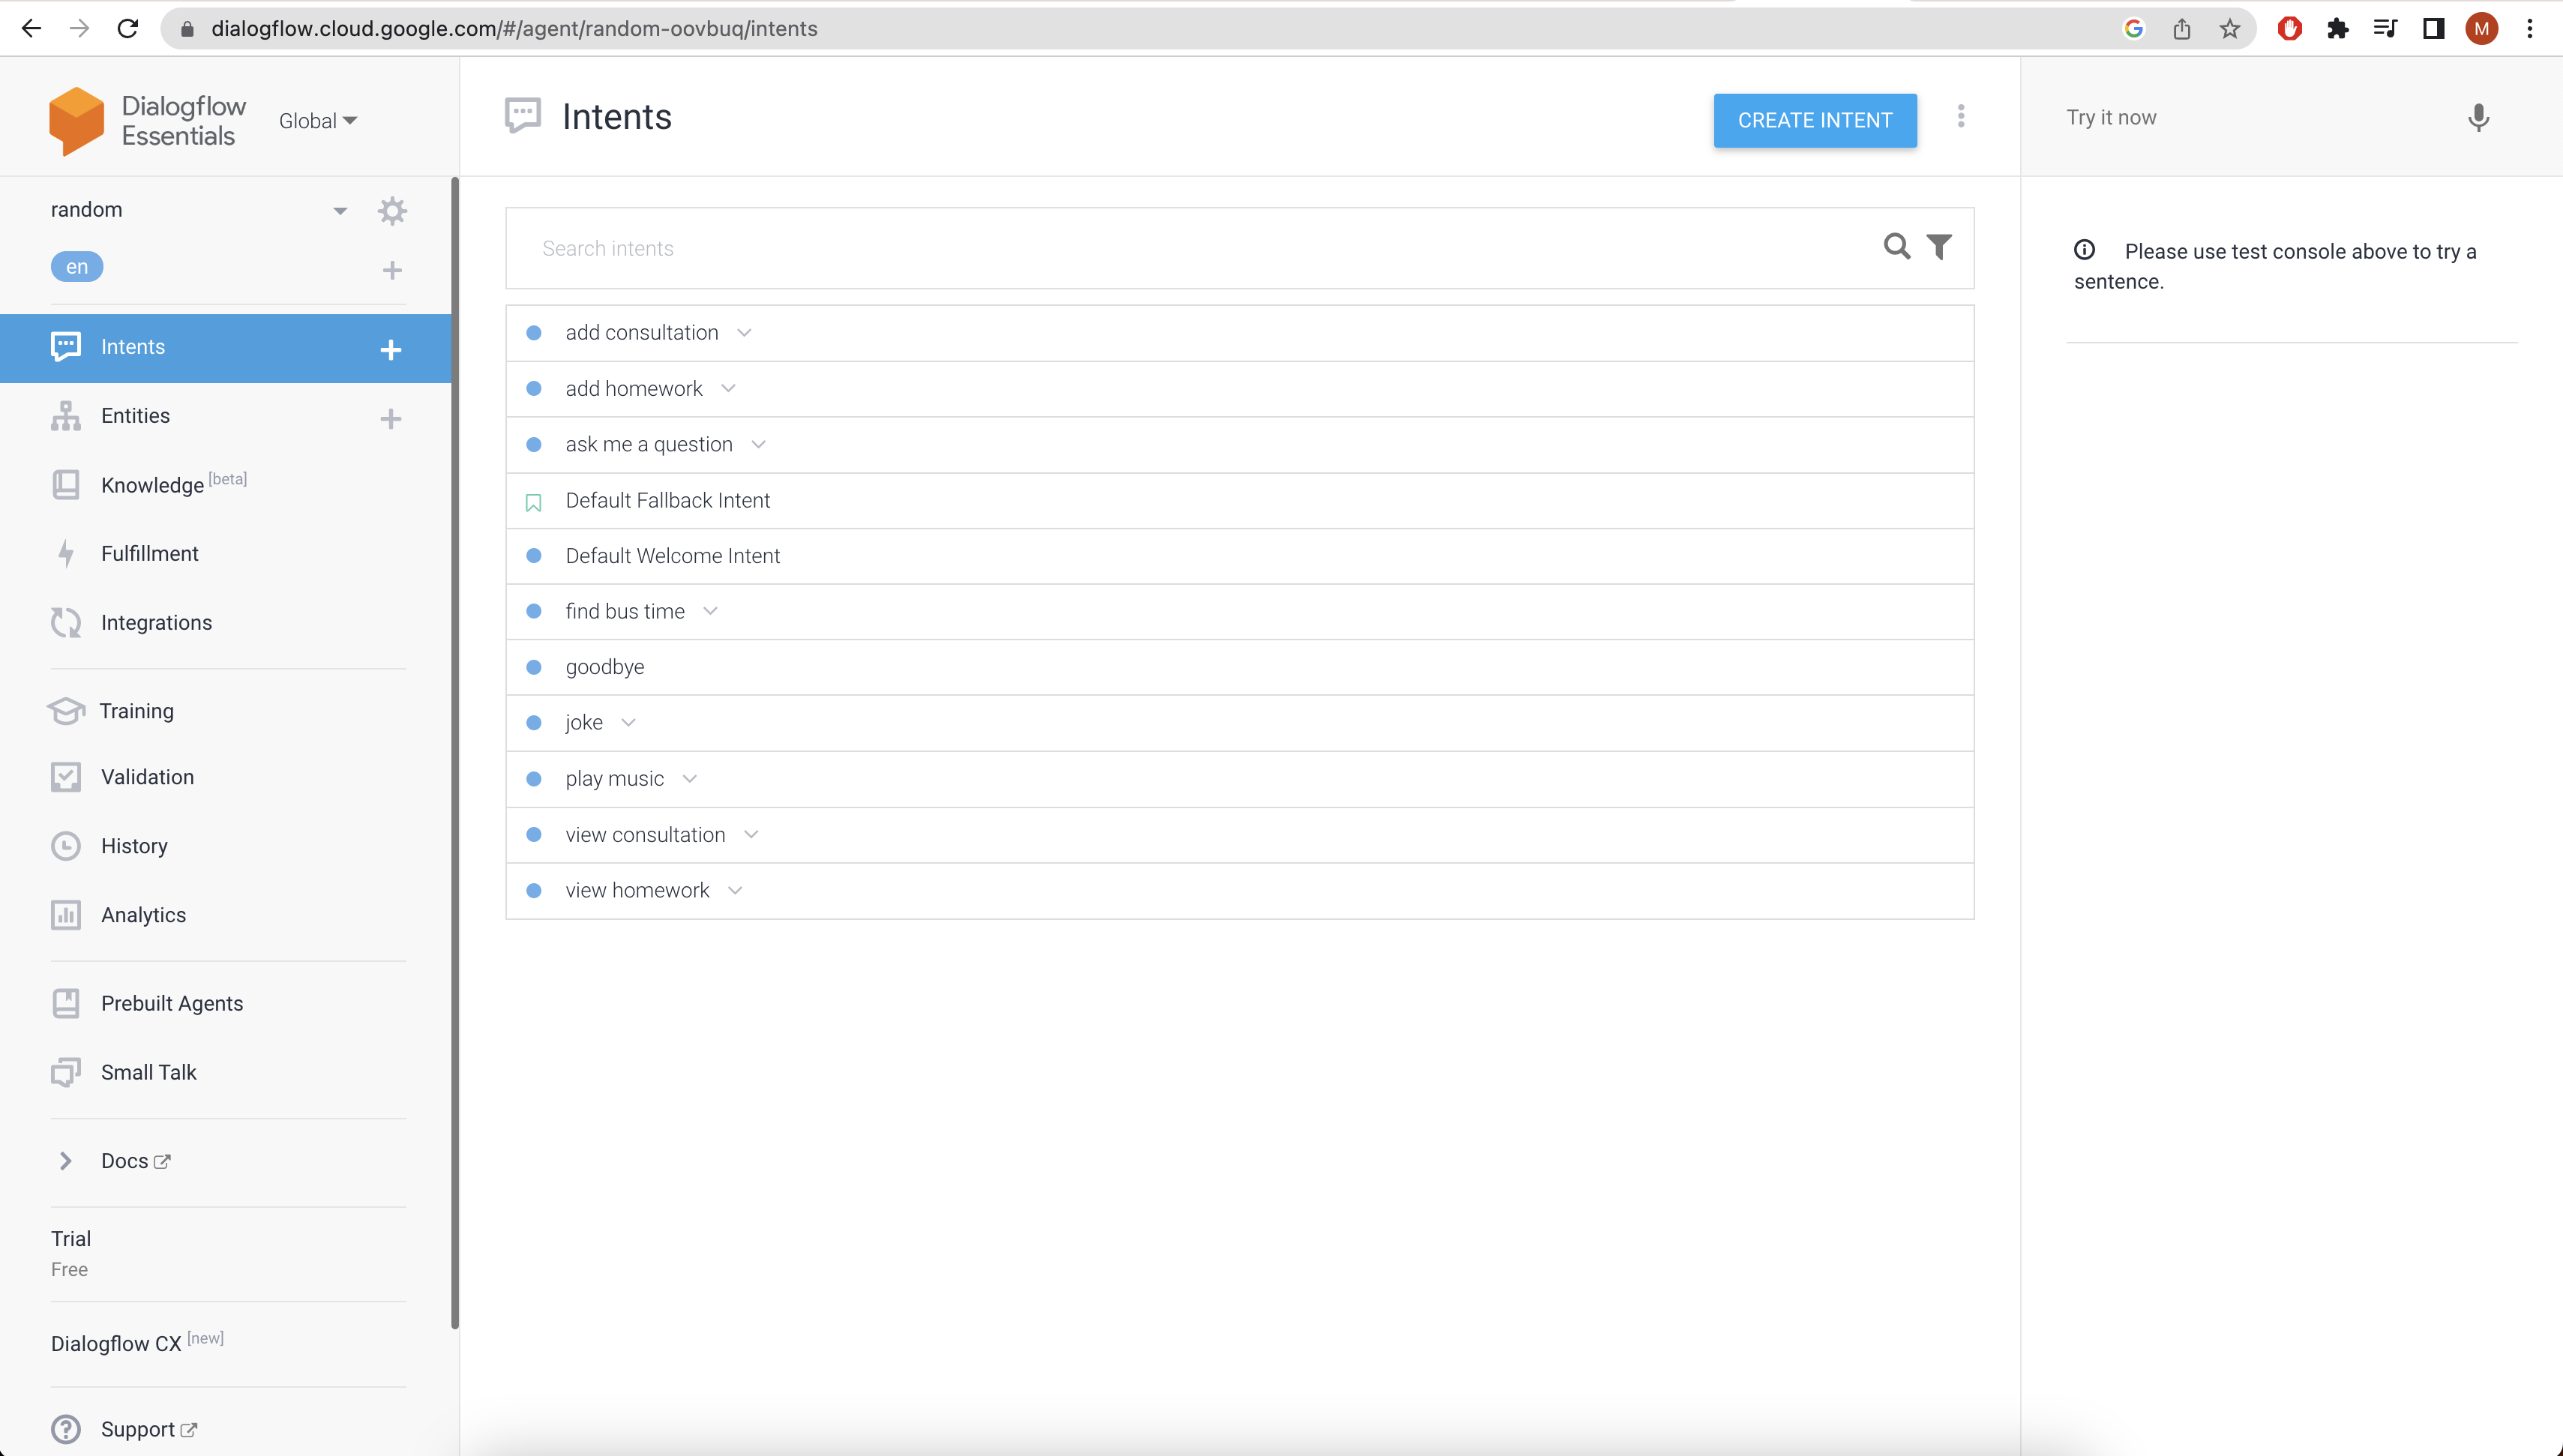 dialogflow.cloud.google.com/#/agent/random-oovbuq/intents
M
Dialogflow
Essentials
Global
random
en
Intents
Entities
Knowledge [beta]
Fulfillment
Integrations
Training
Validation
History
Analytics
Prebuilt Agents
Small Talk
Docs
Trial
Free
Dialogflow CX [new]
Support
Intents
CREATE INTENT
Search intents
add consultation
add homework
ask me a question
Default Fallback Intent
Default Welcome Intent
find bus time
goodbye
joke
play music
view consultation
view homework
Try it now
Please use test console above to try a
sentence.